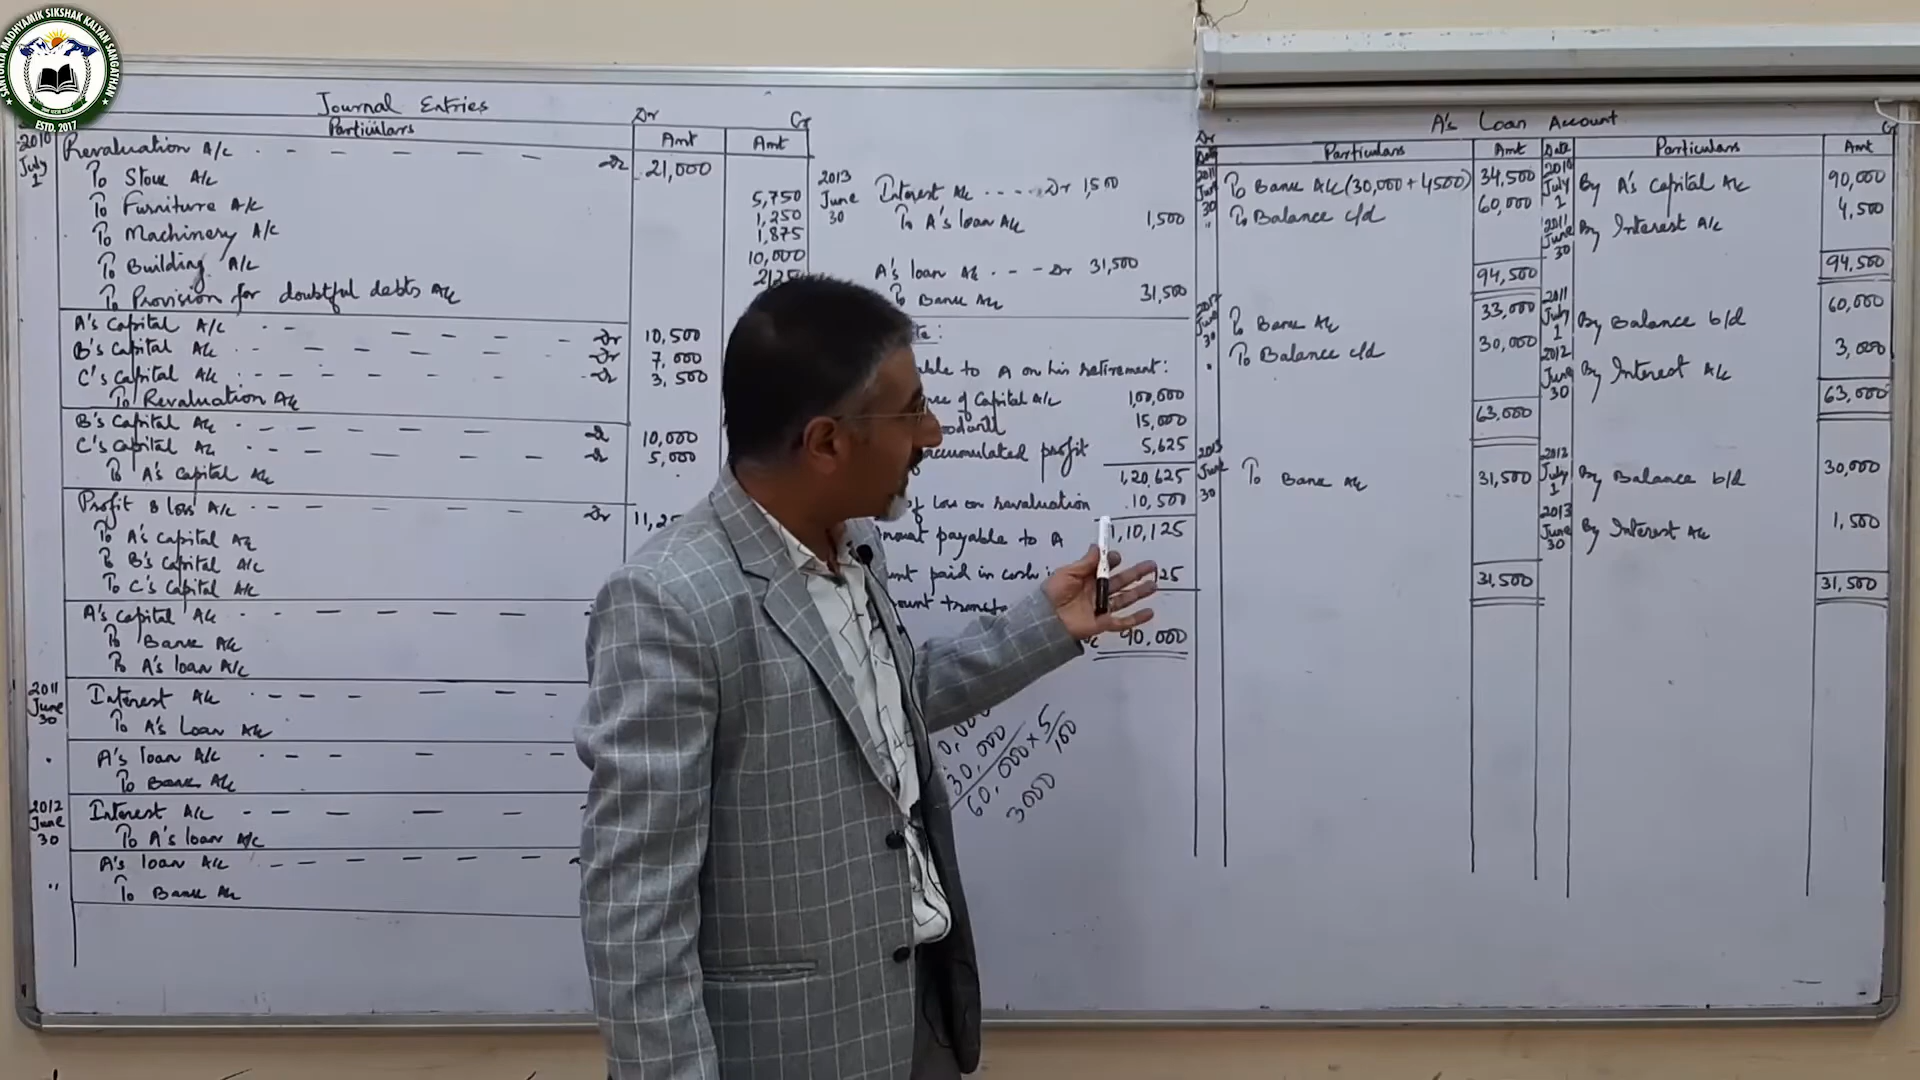 SANYUKTA MADHYAMIK SIKSHAK KALYAN SANGATHAN
ESTD. 2017
Journal Entries
Particulars
Dr
Cr
Amt
Amt
2010
July
1
Revaluation A/c Dr 21,000
To Stock A/c 5,750
To Furniture A/c 1,250
To Machinery A/c 1,875
To Building A/c 10,000
To Provision for doubtful debts A/c 2125
A's Capital A/c Dr 10,500
B's Capital A/c Dr 7,000
C's Capital A/c Dr 3,500
To Revaluation A/c
B's Capital A/c Dr 10,000
C's Capital A/c Dr 5,000
To A's Capital A/c
Profit & loss A/c Dr 11,25
To A's Capital A/c
To B's Capital A/c
To C's Capital A/c
A's Capital A/c
To Bank A/c
To A's loan A/c
2011
June
30
Interest A/c
To A's Loan A/c
A's loan A/c
To Bank A/c
2012
June
30
Interest A/c
To A's loan A/c
"
A's loan A/c
To Bank A/c
2013
June
30
Interest A/c Dr 1,500
To A's loan A/c 1,500
A's loan A/c Dr 31,500
To Bank A/c 31,500
to A on his retirement:
of Capital A/c 1,00,000
15,000
accumulated profit 5,625
1,20,625
of loss on revaluation 10,500
payable to A 1,10,125
paid in cash
125
90,000
30,000
60,000 × 5/100
3000
A's Loan Account
Dr
Cr
Date Particulars Amt Date Particulars Amt
2011 June 30 To Bank A/c (30,000 + 4500) 34,500 2010 July 1 By A's Capital A/c 90,000
" To Balance c/d 60,000 2011 June 30 By Interest A/c 4,500
94,500 94,500
2012 June 30 To Bank A/c 33,000 2011 July 1 By Balance b/d 60,000
To Balance c/d 30,000 2012 June 30 By Interest A/c 3,000
63,000 63,000
2013 June 30 To Bank A/c 31,500 2012 July 1 By Balance b/d 30,000
2013 June 30 By Interest A/c 1,500
31,500 31,500